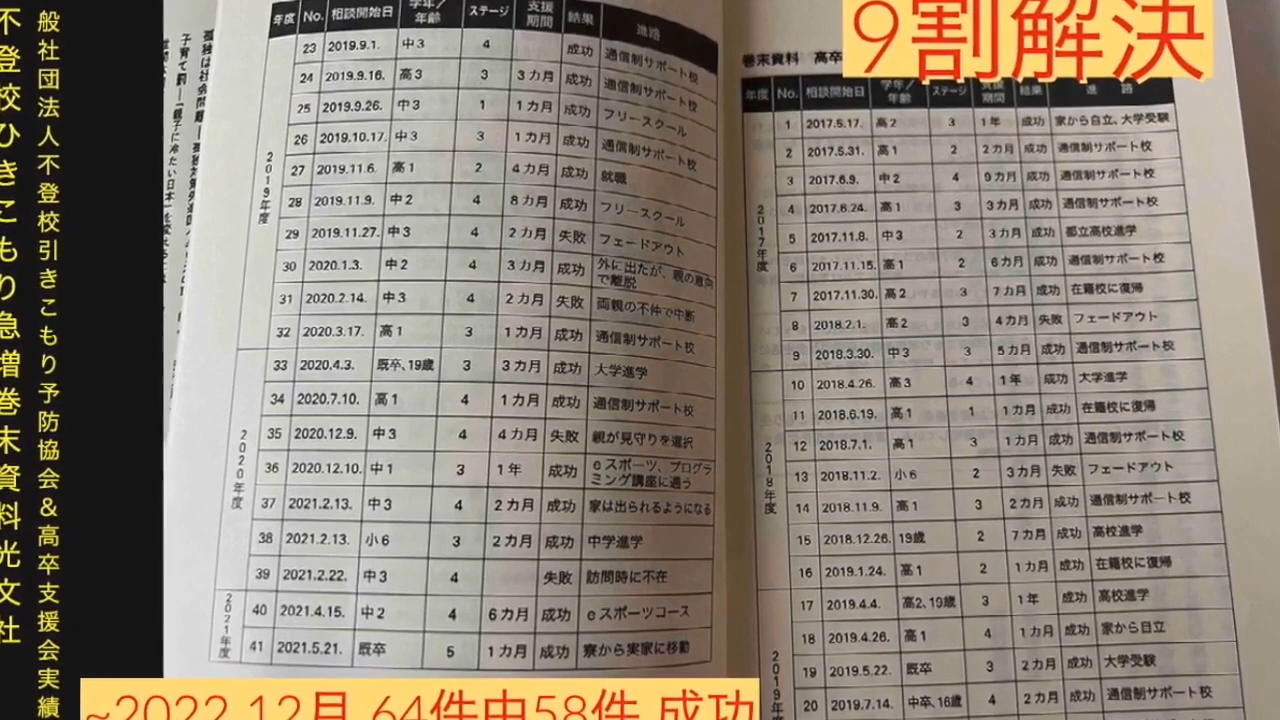 不登校ひきこもり急増巻末資料光文社
般社団法人不登校引きこもり予防協会&高卒支援会実績
9割解決
~2022.12月 64件中58件 成功
孤独は社会問題
年度 No. 相談開始日 学年/年齢 ステージ 支援期間 結果 進路
2019年度
23 2019.9.1. 中3 4 成功 通信制サポート校
24 2019.9.16. 高3 3 3カ月 成功 通信制サポート校
25 2019.9.26. 中3 1 1カ月 成功 フリースクール
26 2019.10.17. 中3 3 1カ月 成功 通信制サポート校
27 2019.11.6. 高1 2 4カ月 成功 就職
28 2019.11.9. 中2 4 8カ月 成功 フリースクール
29 2019.11.27. 中3 4 2カ月 失敗 フェードアウト
30 2020.1.3. 中2 4 3カ月 成功 外に出たが、親の意向で離脱
31 2020.2.14. 中3 4 2カ月 失敗 両親の不仲で中断
32 2020.3.17. 高1 3 1カ月 成功 通信制サポート校
2020年度
33 2020.4.3. 既卒、19歳 3 3カ月 成功 大学進学
34 2020.7.10. 高1 4 1カ月 成功 通信制サポート校
35 2020.12.9. 中3 4 4カ月 失敗 親が見守りを選択
36 2020.12.10. 中1 3 1年 成功 eスポーツ、プログラミング講座に通う
37 2021.2.13. 中3 4 2カ月 成功 家は出られるようになる
38 2021.2.13. 小6 3 2カ月 成功 中学進学
39 2021.2.22. 中3 4 失敗 訪問時に不在
2021年度
40 2021.4.15. 中2 4 6カ月 成功 eスポーツコース
41 2021.5.21. 既卒 5 1カ月 成功 寮から実家に移動
巻末資料 高卒
年度 No. 相談開始日 学年/年齢 ステージ 支援期間 結果 進路
2017年度
1 2017.5.17. 高2 3 1年 成功 家から自立、大学受験
2 2017.5.31. 高1 2 2カ月 成功 通信制サポート校
3 2017.6.9. 中2 4 9カ月 成功 通信制サポート校
4 2017.6.24. 高1 3 3カ月 成功 通信制サポート校
5 2017.11.8. 中3 2 3カ月 成功 都立高校進学
6 2017.11.15. 高1 2 6カ月 成功 通信制サポート校
7 2017.11.30. 高2 3 7カ月 成功 在籍校に復帰
8 2018.2.1. 高2 3 4カ月 失敗 フェードアウト
9 2018.3.30. 中3 3 5カ月 成功 通信制サポート校
2018年度
10 2018.4.26. 高3 4 1年 成功 大学進学
11 2018.6.19. 高1 1 1カ月 成功 在籍校に復帰
12 2018.7.1. 高1 3 1カ月 成功 通信制サポート校
13 2018.11.2. 小6 2 3カ月 失敗 フェードアウト
14 2018.11.9. 高1 3 2カ月 成功 通信制サポート校
15 2018.12.26. 19歳 2 7カ月 成功 高校進学
16 2019.1.24. 高1 2 1カ月 成功 在籍校に復帰
2019年
17 2019.4.4. 高2、19歳 3 1年 成功 高校進学
18 2019.4.26. 高1 4 1カ月 成功 家から自立
19 2019.5.22. 既卒 3 2カ月 成功 大学受験
20 2019.7.14. 中卒、16歳 4 2カ月 成功 通信制サポート校